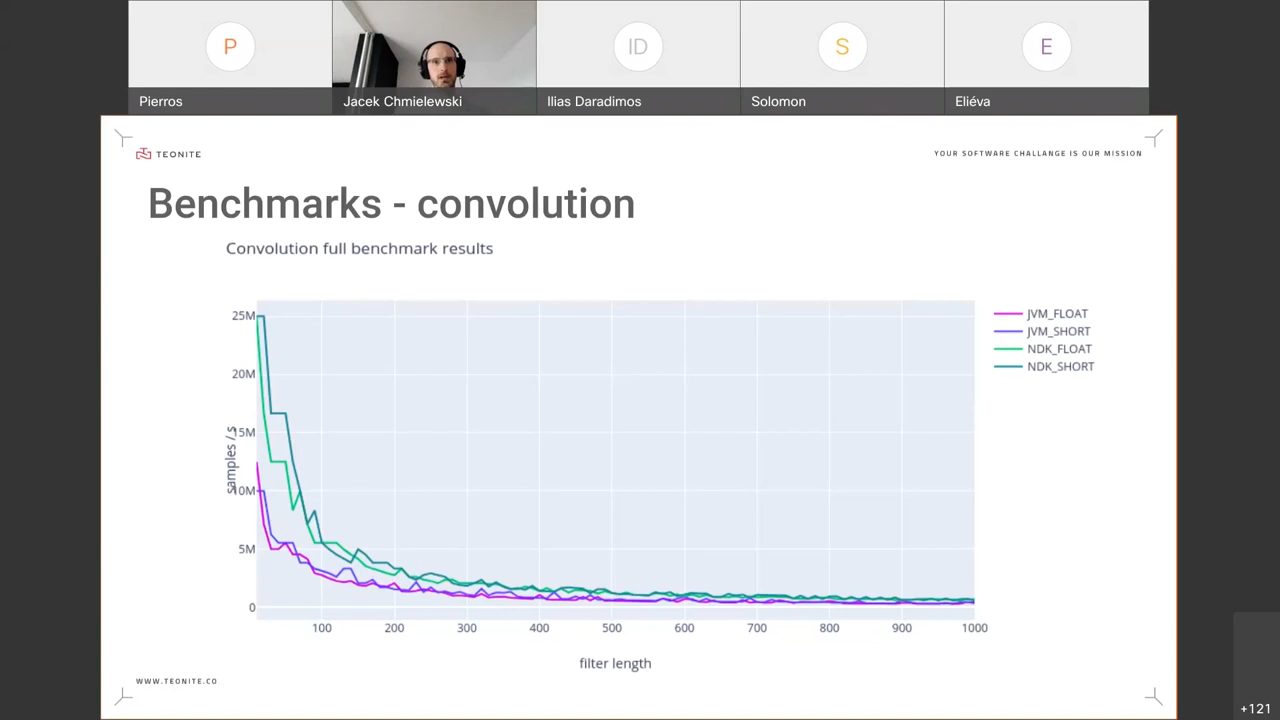 P
ID
S
E
Pierros
Jacek Chmielewski
Ilias Daradimos
Solomon
Eliéva
TEONITE
YOUR SOFTWARE CHALLANGE IS OUR MISSION
Benchmarks - convolution
Convolution full benchmark results
25M
20M
15M
10M
5M
0
samples / s
100
200
300
400
500
600
700
800
900
1000
filter length
JVM_FLOAT
JVM_SHORT
NDK_FLOAT
NDK_SHORT
WWW.TEONITE.CO
+121